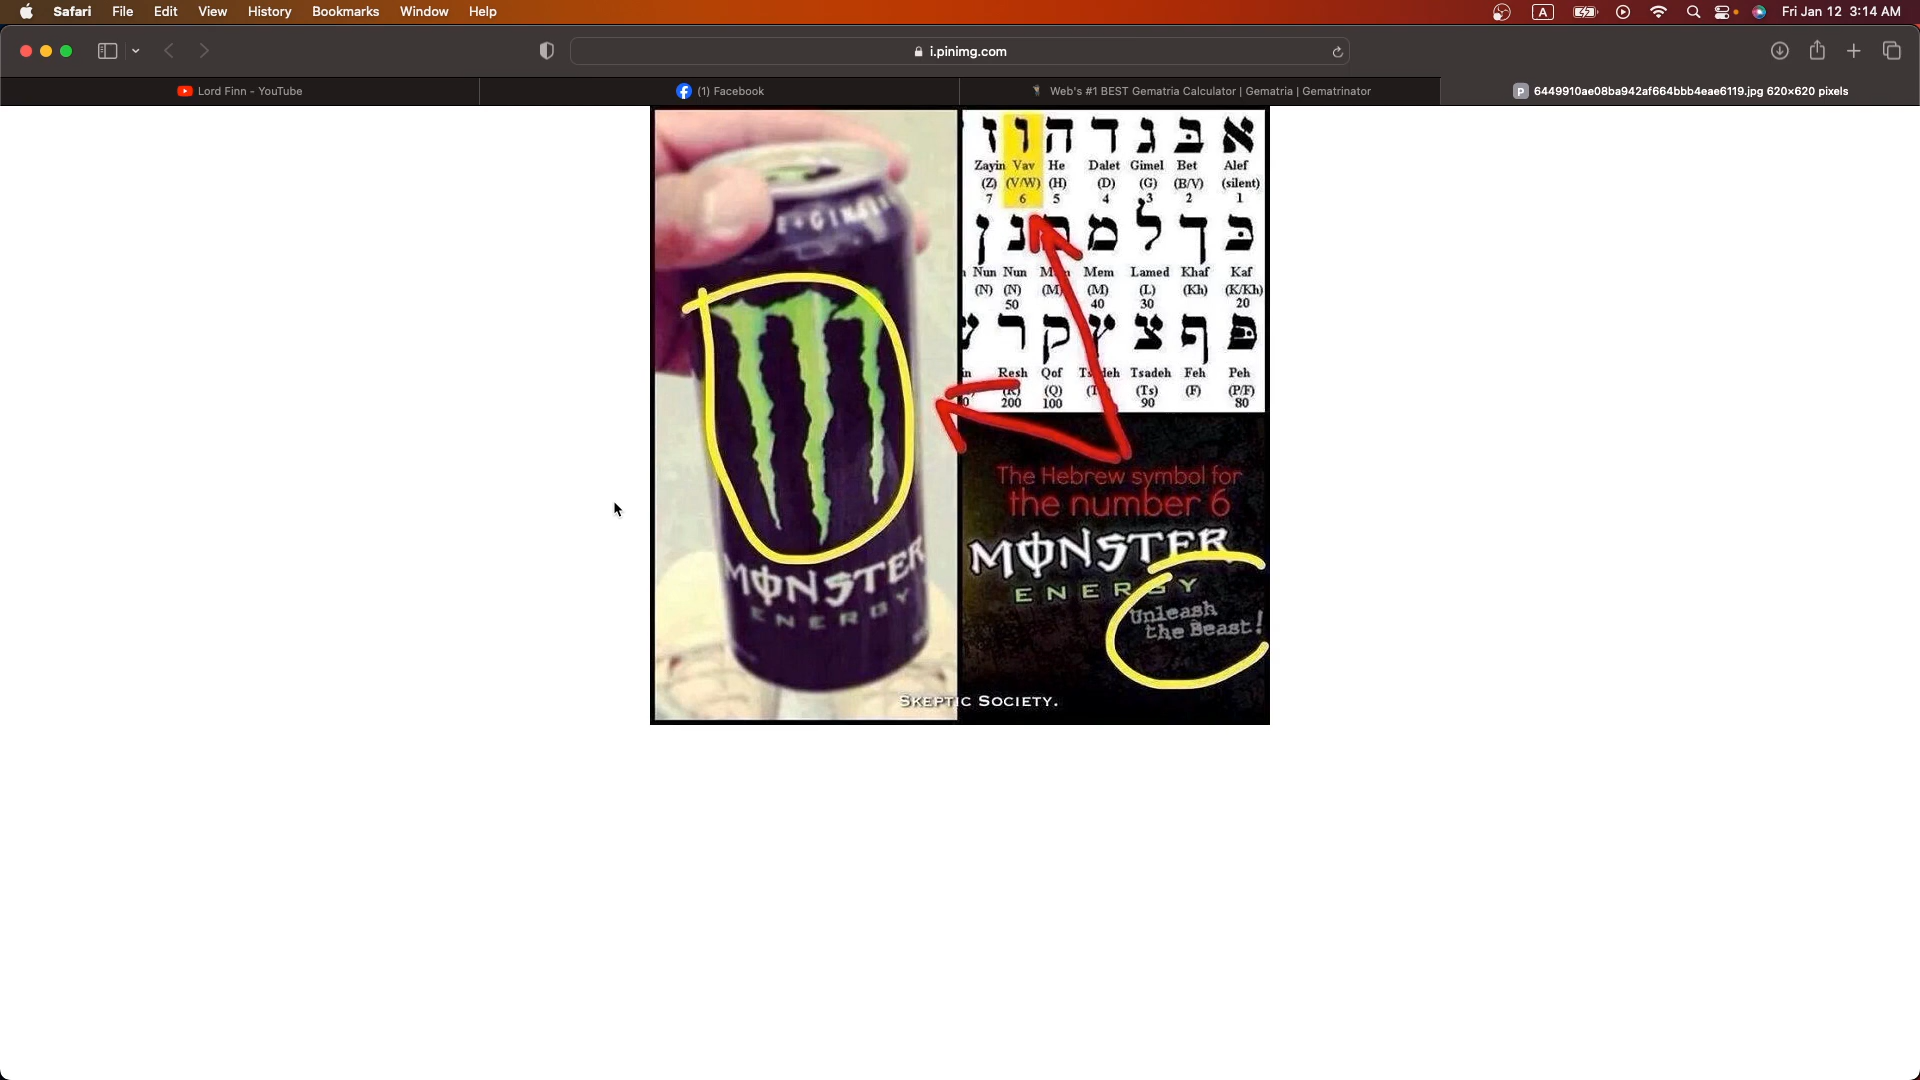 Safari File Edit View History Bookmarks Window Help
A
Fri Jan 12 3:14 AM
i.pinimg.com
Lord Finn - YouTube
(1) Facebook
Web's #1 BEST Gematria Calculator | Gematria | Gematrinator
P 6449910ae08ba942af664bbb4eae6119.jpg 620×620 pixels
א בּ ג ד ה ו ז
Zayin Vav He Dalet Gimel Bet Alef
(Z) (V/W) (H) (D) (G) (B/V) (silent)
7 6 5 4 3 2 1
כּ ך ל מ נ ן
Nun Nun Mem Lamed Khaf Kaf
(N) (N) (M) (M) (L) (Kh) (K/Kh)
50 40 30 20
פּ ף צ ץ ק ר ש
Resh Qof Tsadeh Feh Peh
(R) (Q) (Ts) (F) (P/F)
200 100 90 80
MONSTER
ENERGY
The Hebrew symbol for
the number 6
MONSTER
ENERGY
Unleash
the Beast!
SKEPTIC SOCIETY.